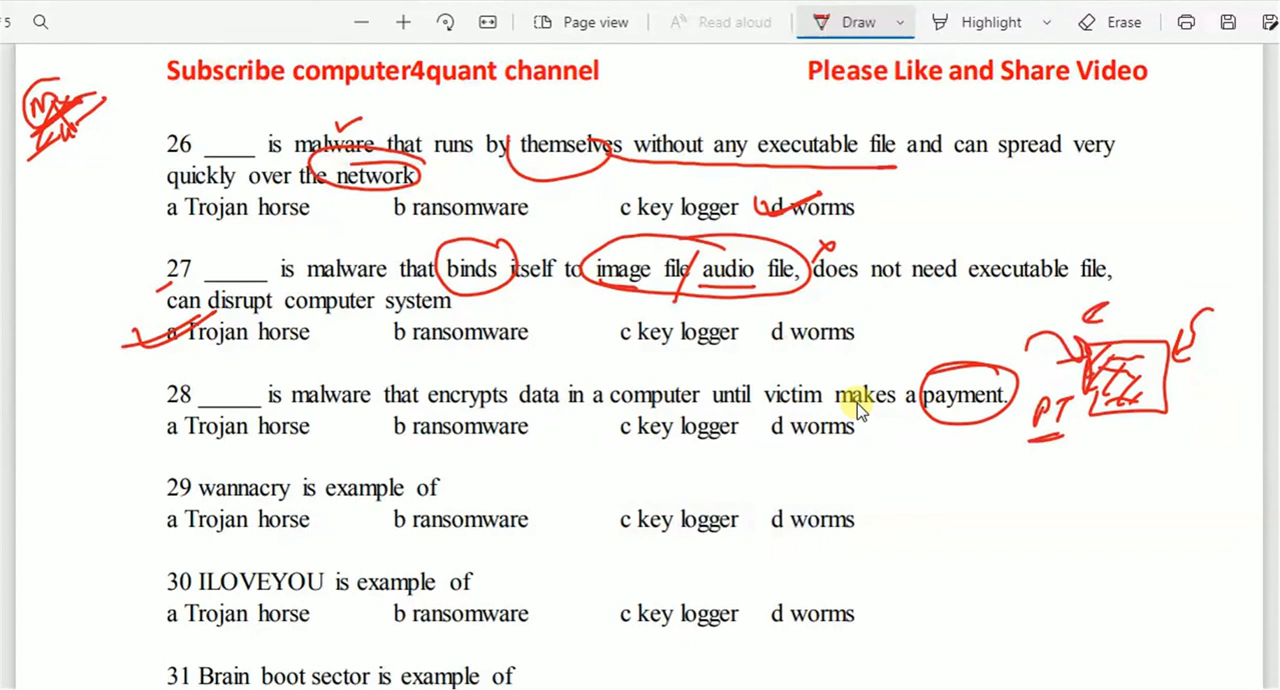 5
Page view
Read aloud
Draw
Highlight
Erase
Subscribe computer4quant channel
Please Like and Share Video
26 ____ is malware that runs by themselves without any executable file and can spread very
quickly over the network
a Trojan horse b ransomware c key logger d worms
27 ____ is malware that binds itself to image file/ audio file, does not need executable file,
can disrupt computer system
a Trojan horse b ransomware c key logger d worms
28 _____ is malware that encrypts data in a computer until victim makes a payment.
a Trojan horse b ransomware c key logger d worms
PT
29 wannacry is example of
a Trojan horse b ransomware c key logger d worms
30 ILOVEYOU is example of
a Trojan horse b ransomware c key logger d worms
31 Brain boot sector is example of